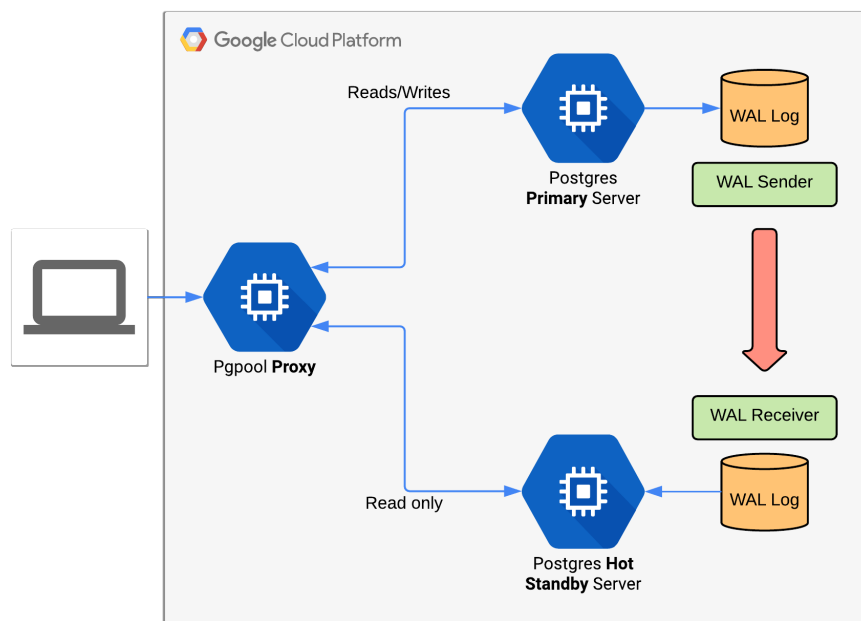 Google Cloud Platform
Reads/Writes
WAL Log
Postgres
Primary Server
WAL Sender
Pgpool Proxy
WAL Receiver
Read only
WAL Log
Postgres Hot
Standby Server